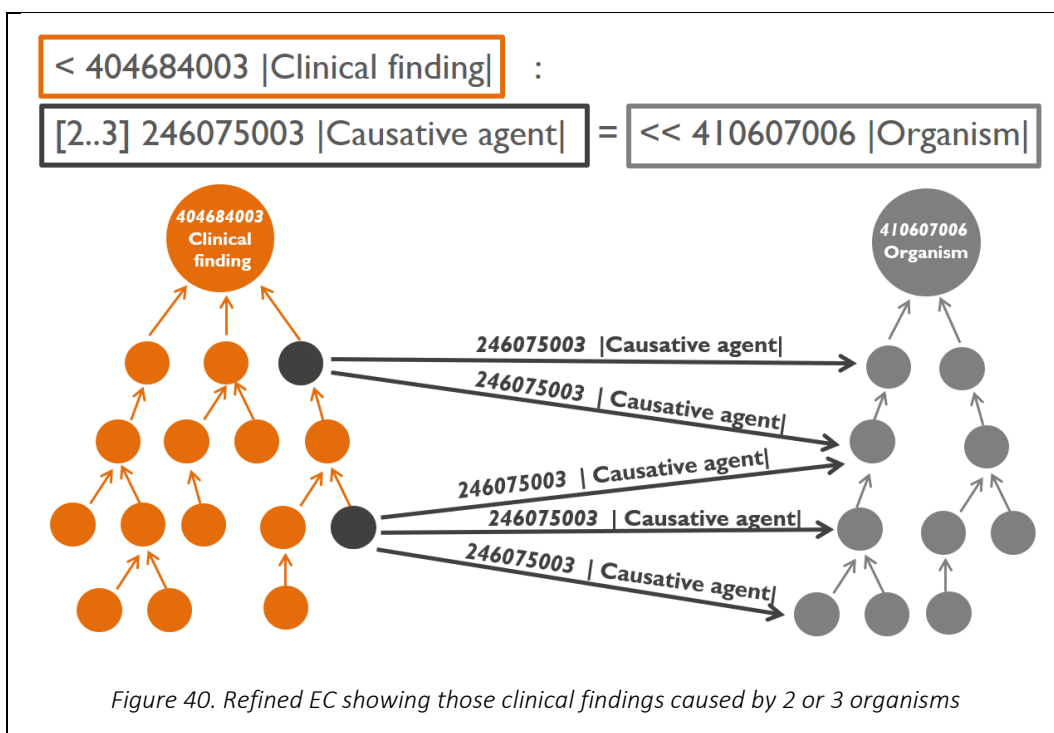 < 404684003 |Clinical finding| :
[2..3] 246075003 |Causative agent| = << 410607006 |Organism|
404684003
Clinical
finding
410607006
Organism
246075003 |Causative agent|
246075003 | Causative agent|
246075003 | Causative agent|
246075003 | Causative agent|
246075003 | Causative agent|
Figure 40. Refined EC showing those clinical findings caused by 2 or 3 organisms